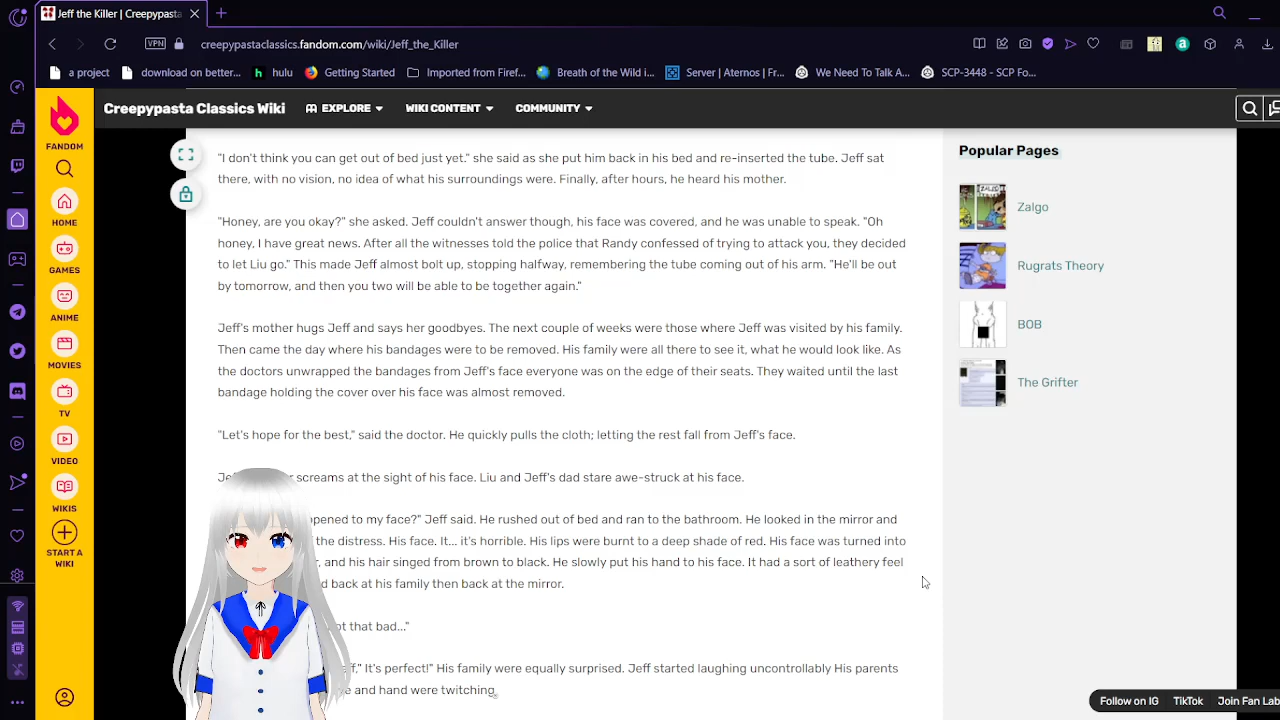 Jeff the Killer | Creepypasta
creepypastaclassics.fandom.com/wiki/Jeff_the_Killer
VPN
a project
download on better...
hulu
Getting Started
Imported from Firef...
Breath of the Wild i...
Server | Aternos | Fr...
We Need To Talk A...
SCP-3448 - SCP Fo...
Creepypasta Classics Wiki
EXPLORE
WIKI CONTENT
COMMUNITY
FANDOM
HOME
GAMES
ANIME
MOVIES
TV
VIDEO
WIKIS
START A
WIKI
"I don't think you can get out of bed just yet." she said as she put him back in his bed and re-inserted the tube. Jeff sat
there, with no vision, no idea of what his surroundings were. Finally, after hours, he heard his mother.
"Honey, are you okay?" she asked. Jeff couldn't answer though, his face was covered, and he was unable to speak. "Oh
honey, I have great news. After all the witnesses told the police that Randy confessed of trying to attack you, they decided
to let Liu go." This made Jeff almost bolt up, stopping halfway, remembering the tube coming out of his arm. "He'll be out
by tomorrow, and then you two will be able to be together again."
Jeff's mother hugs Jeff and says her goodbyes. The next couple of weeks were those where Jeff was visited by his family.
Then came the day where his bandages were to be removed. His family were all there to see it, what he would look like. As
the doctors unwrapped the bandages from Jeff's face everyone was on the edge of their seats. They waited until the last
bandage holding the cover over his face was almost removed.
"Let's hope for the best," said the doctor. He quickly pulls the cloth; letting the rest fall from Jeff's face.
screams at the sight of his face. Liu and Jeff's dad stare awe-struck at his face.
to my face?" Jeff said. He rushed out of bed and ran to the bathroom. He looked in the mirror and
the distress. His face. It... it's horrible. His lips were burnt to a deep shade of red. His face was turned into
and his hair singed from brown to black. He slowly put his hand to his face. It had a sort of leathery feel
back at his family then back at the mirror.
that bad..."
It's perfect!" His family were equally surprised. Jeff started laughing uncontrollably His parents
and hand were twitching.
Popular Pages
Zalgo
Rugrats Theory
BOB
The Grifter
Follow on IG
TikTok
Join Fan Lab